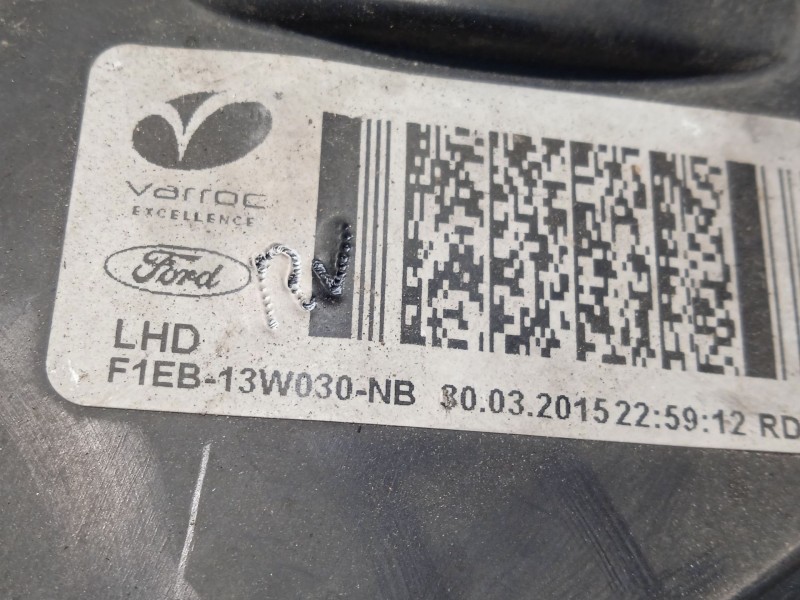 varroc
EXCELLENCE
Ford
LHD
F1EB-13W030-NB 30.03.2015 22:59:12 RD